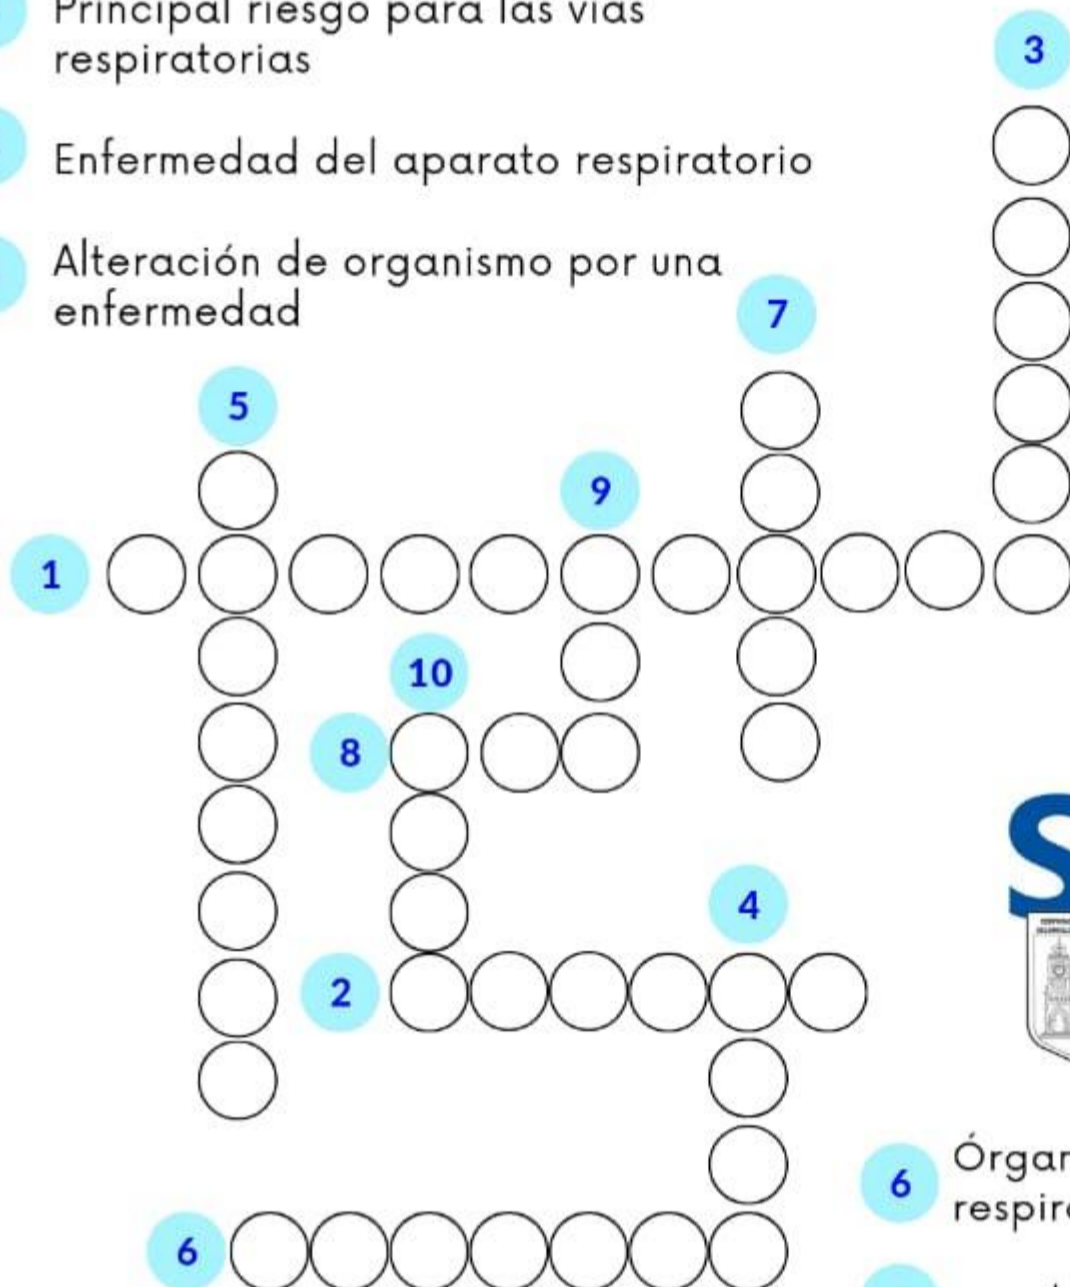 Principal riesgo para las vías
respiratorias
3
Enfermedad del aparato respiratorio
Alteración de organismo por una
enfermedad
7
5
9
1
10
8
4
2
6
6